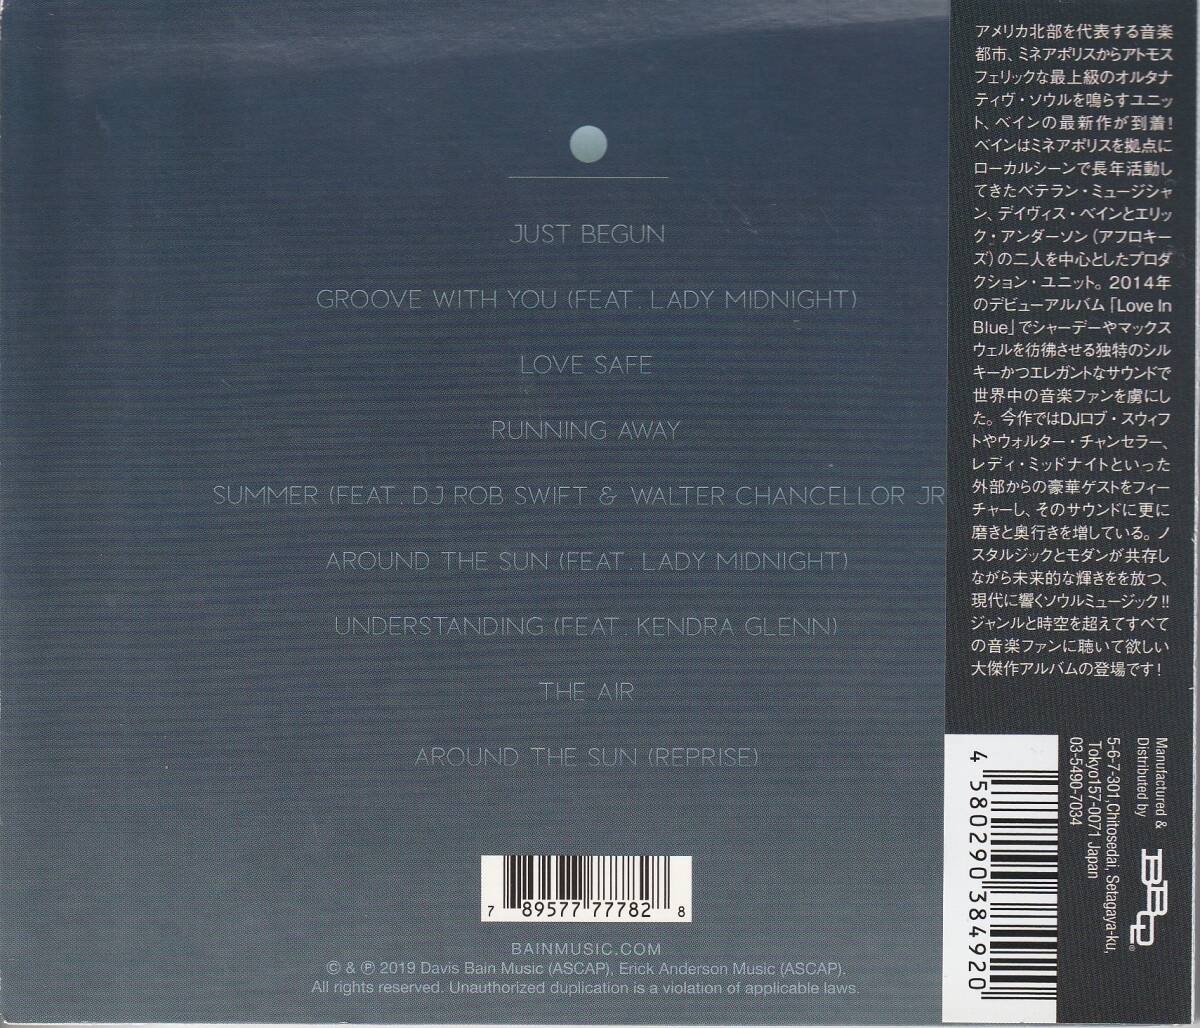 JUST BEGUN
GROOVE WITH YOU (FEAT. LADY MIDNIGHT)
LOVE SAFE
RUNNING AWAY
SUMMER (FEAT. DJ ROB SWIFT & WALTER CHANCELLOR JR
AROUND THE SUN (FEAT. LADY MIDNIGHT)
UNDERSTANDING (FEAT. KENDRA GLENN)
THE AIR
AROUND THE SUN (REPRISE)
7 89577 77782 8
BAINMUSIC.COM
© & ℗ 2019 Davis Bain Music (ASCAP), Erick Anderson Music (ASCAP).
All rights reserved. Unauthorized duplication is a violation of applicable laws.
アメリカ北部を代表する音楽
都市、ミネアポリスからアトモス
フェリックな最上級のオルタナ
ティヴ・ソウルを鳴らすユニッ
ト、ベインの最新作が到着!
ベインはミネアポリスを拠点に
ローカルシーンで長年活動し
てきたベテラン・ミュージシャ
ン、デイヴィス・ベインとエリッ
ク・アンダーソン(アフロキー
ズ)の二人を中心としたプロダ
クション・ユニット。2014年
のデビューアルバム「Love In
Blue」でシャーデーやマックス
ウェルを彷彿させる独特のシル
キーかつエレガントなサウンドで
世界中の音楽ファンを虜にし
た。今作ではDJロブ・スウィフ
トやウォルター・チャンセラー、
レディ・ミッドナイトといった
外部からの豪華ゲストをフィー
チャーし、そのサウンドに更に
磨きと奥行きを増している。ノ
スタルジックとモダンが共存し
ながら未来的な輝きをを放つ、
現代に響くソウルミュージック!!
ジャンルと時空を超えてすべて
の音楽ファンに聴いて欲しい
大傑作アルバムの登場です!
Manufactured &
Distributed by
BBQ®
5-6-7-301,Chitosedai, Setagaya-ku,
Tokyo157-0071 Japan
03-5490-7034
4 580290 384920